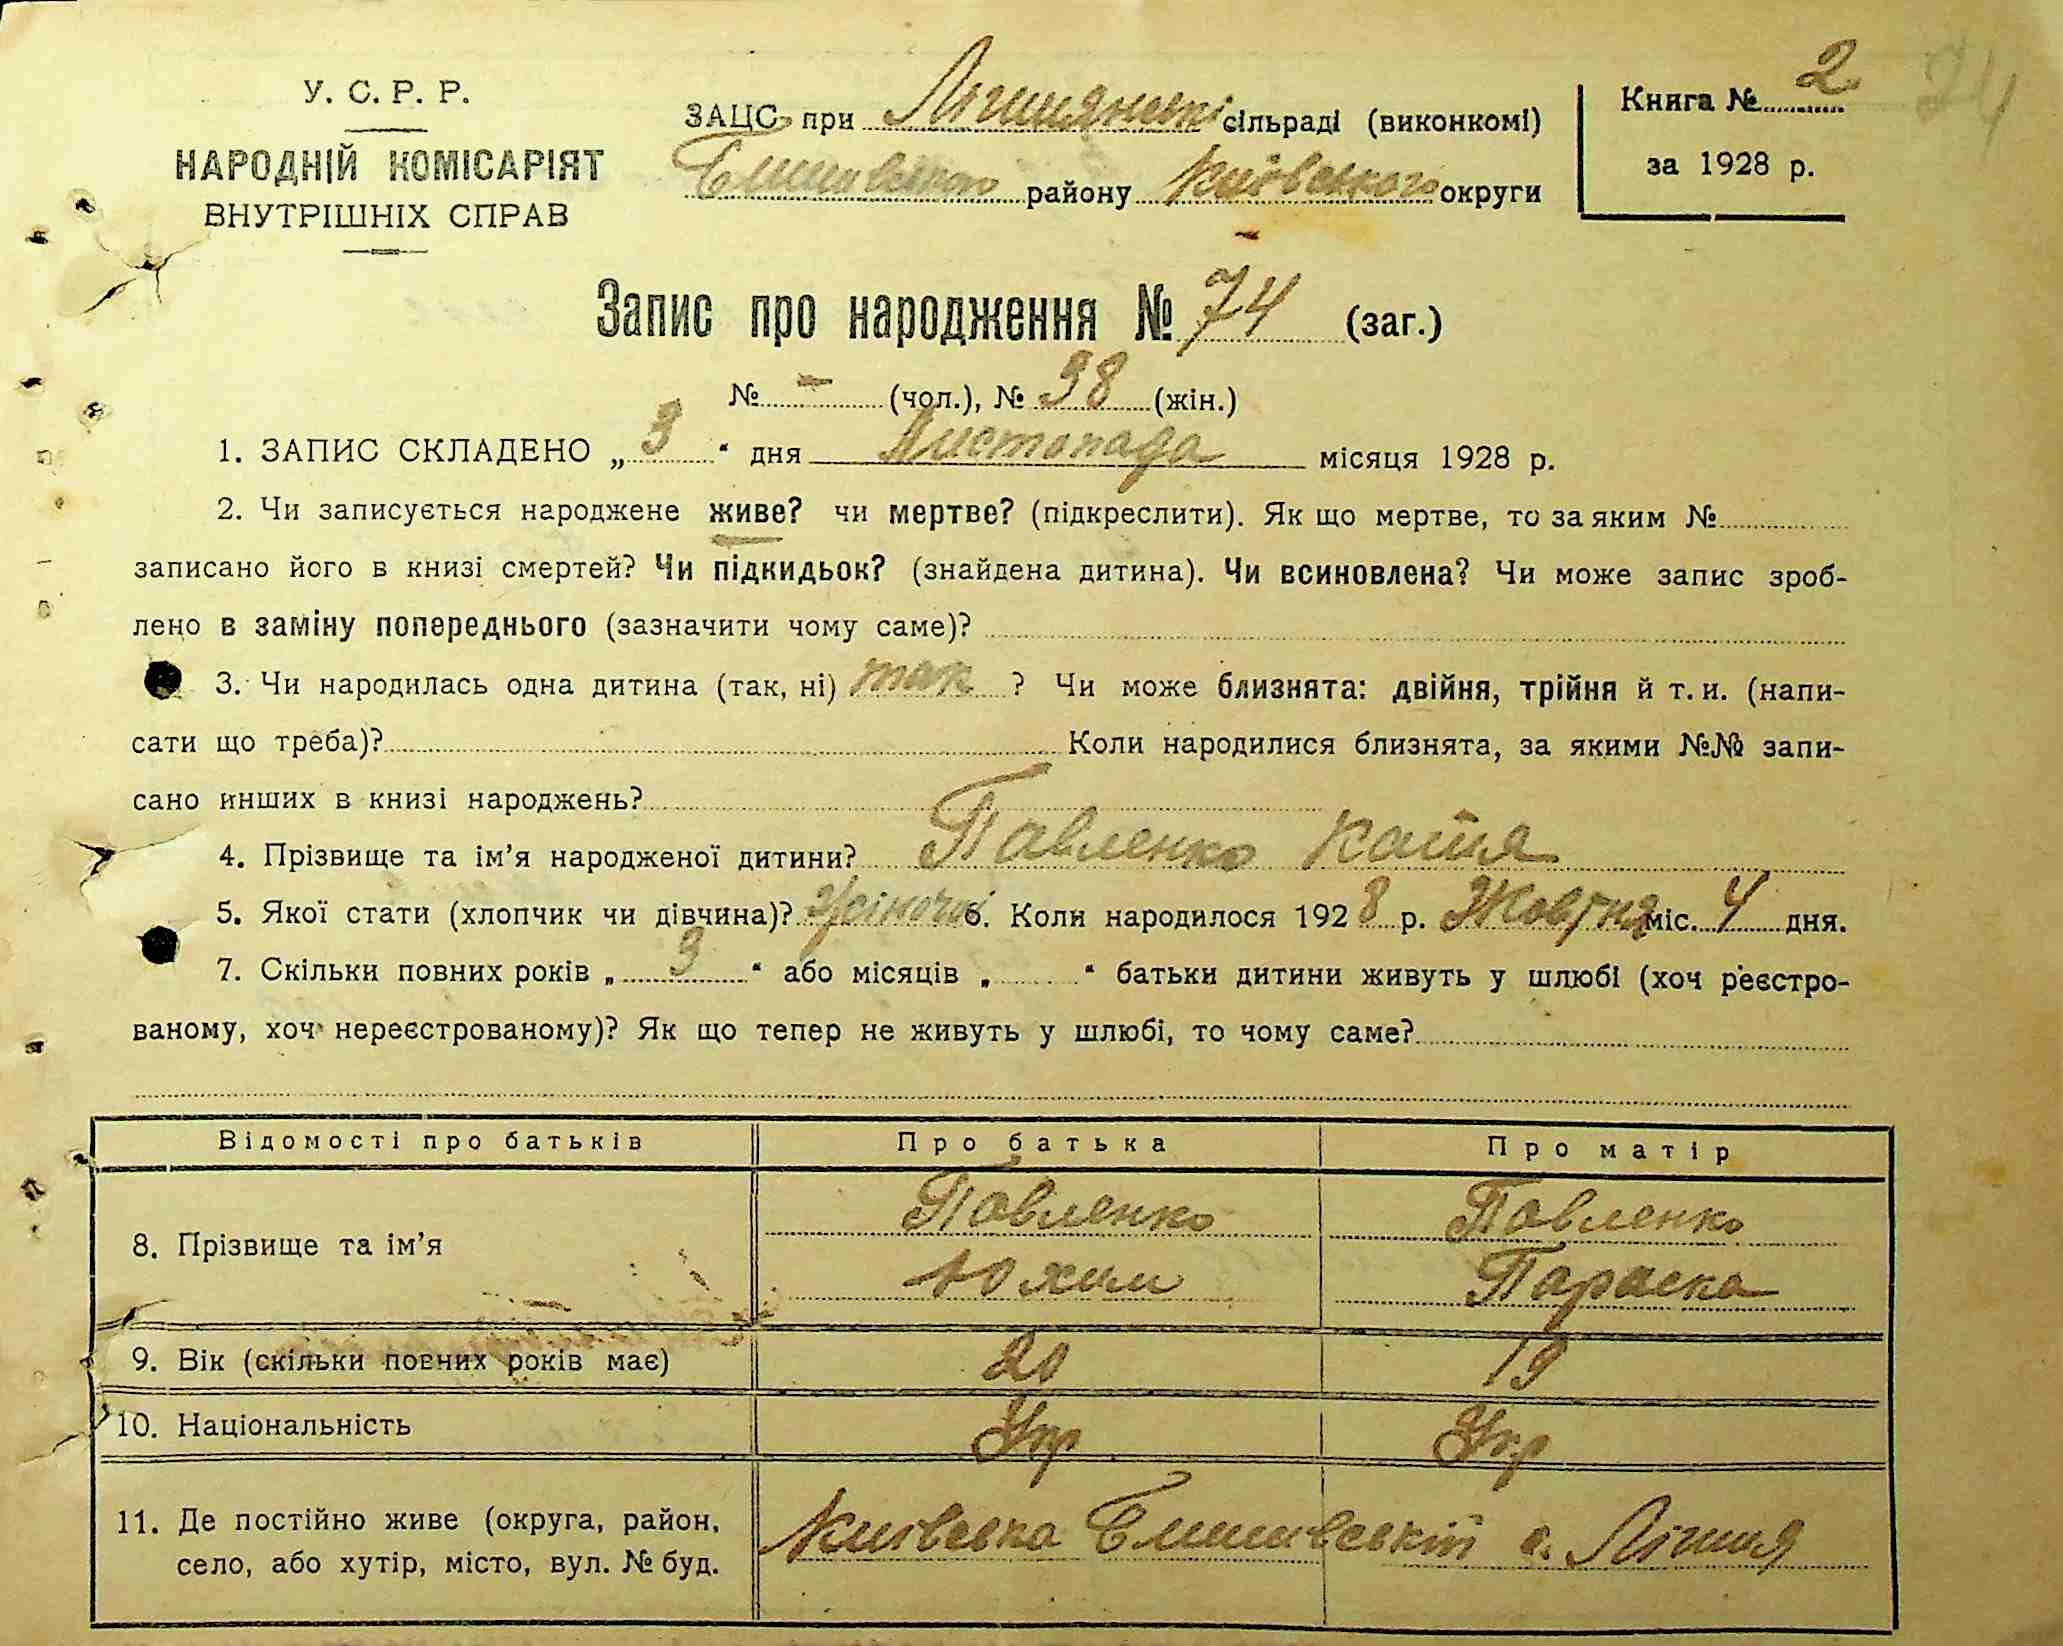 У. С. Р. Р.
НАРОДНІЙ КОМІСАРІЯТ
ВНУТРІШНІХ СПРАВ
ЗАЦС при сільраді (виконкомі)
району Київського округи
Книга № 2
за 1928 р.
74
Запис про народження № 74 (заг.)
№ – (чол.), № 38 (жін.)
1. ЗАПИС СКЛАДЕНО „ 3 “ дня Листопада місяця 1928 р.
2. Чи записується народжене живе? чи мертве? (підкреслити). Як що мертве, то за яким №
записано його в книзі смертей? Чи підкидьок? (знайдена дитина). Чи всиновлена? Чи може запис зроб-
лено в заміну попереднього (зазначити чому саме)?
3. Чи народилась одна дитина (так, ні) так ? Чи може близнята: двійня, трійня й т. и. (напи-
сати що треба)? Коли народилися близнята, за якими №№ запи-
сано инших в книзі народжень?
4. Прізвище та ім’я народженої дитини? Павленко Катя
5. Якої стати (хлопчик чи дівчина)? жіночої 6. Коли народилося 1928 р. Жовтня міс. 4 дня.
7. Скільки повних років „ 3 “ або місяців „ “ батьки дитини живуть у шлюбі (хоч реєстро-
ваному, хоч нереєстрованому)? Як що тепер не живуть у шлюбі, то чому саме?
Відомості про батьків Про батька Про матір
8. Прізвище та ім’я Павленко Юхим Павленко Параска
9. Вік (скільки повних років має) 20 19
10. Національність Укр Укр
11. Де постійно живе (округа, район,
село, або хутір, місто, вул. № буд. Київська с.